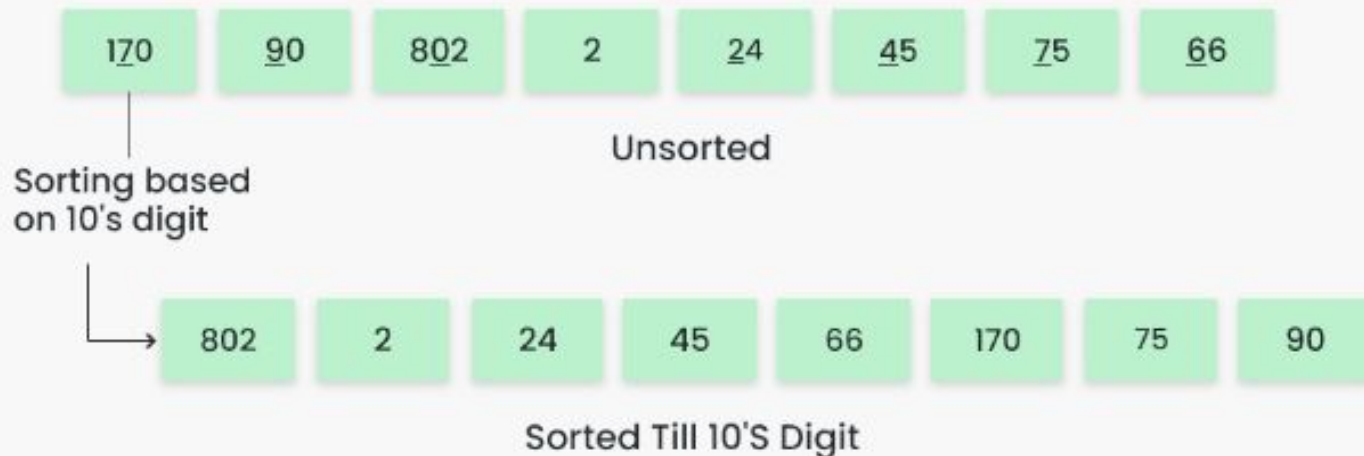 170 90 802 2 24 45 75 66
Unsorted
Sorting based
on 10's digit
802 2 24 45 66 170 75 90
Sorted Till 10'S Digit